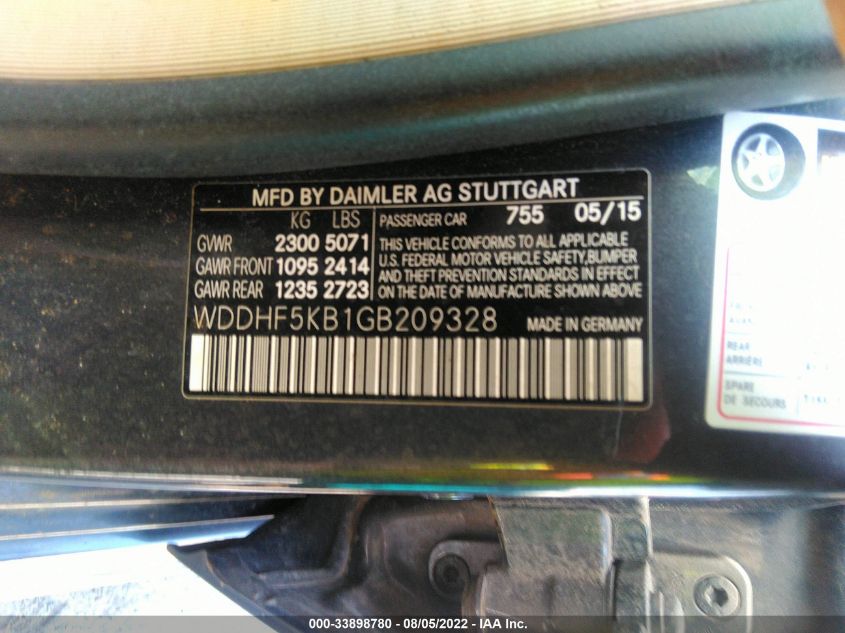 MFD BY DAIMLER AG STUTTGART
KG LBS PASSENGER CAR 755 05/15
GVWR 2300 5071
GAWR FRONT 1095 2414
GAWR REAR 1235 2723
THIS VEHICLE CONFORMS TO ALL APPLICABLE
U.S. FEDERAL MOTOR VEHICLE SAFETY,BUMPER
AND THEFT PREVENTION STANDARDS IN EFFECT
ON THE DATE OF MANUFACTURE SHOWN ABOVE
WDDHF5KB1GB209328 MADE IN GERMANY
REAR
ARRIÈRE
SPARE
DE SECOURS
000-33898780 - 08/05/2022 - IAA Inc.